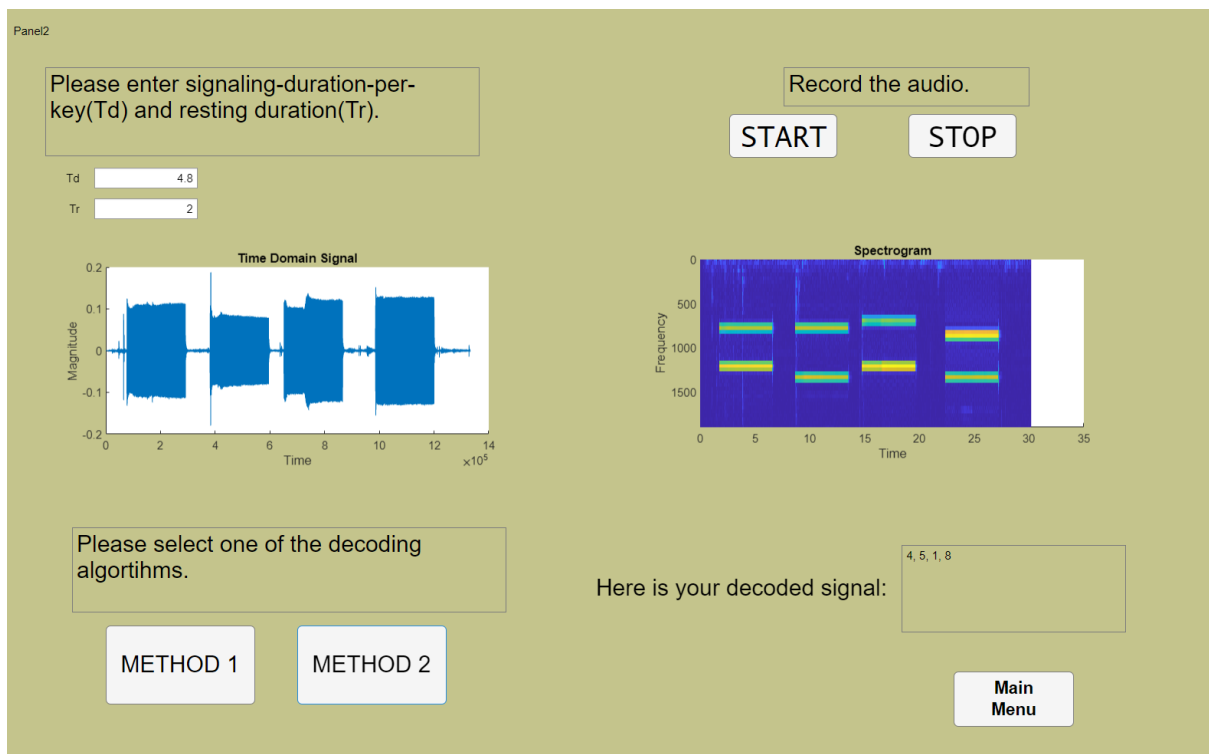 Panel2
Please enter signaling-duration-per-
key(Td) and resting duration(Tr).
Td
4.8
Tr
2
Record the audio.
START
STOP
Time Domain Signal
Magnitude
0.2
0.1
0
-0.1
-0.2
0
2
4
6
8
10
12
14
Time
×10⁵
Spectrogram
Frequency
0
500
1000
1500
0
5
10
15
20
25
30
35
Time
Please select one of the decoding
algortihms.
METHOD 1
METHOD 2
Here is your decoded signal:
4, 5, 1, 8
Main
Menu